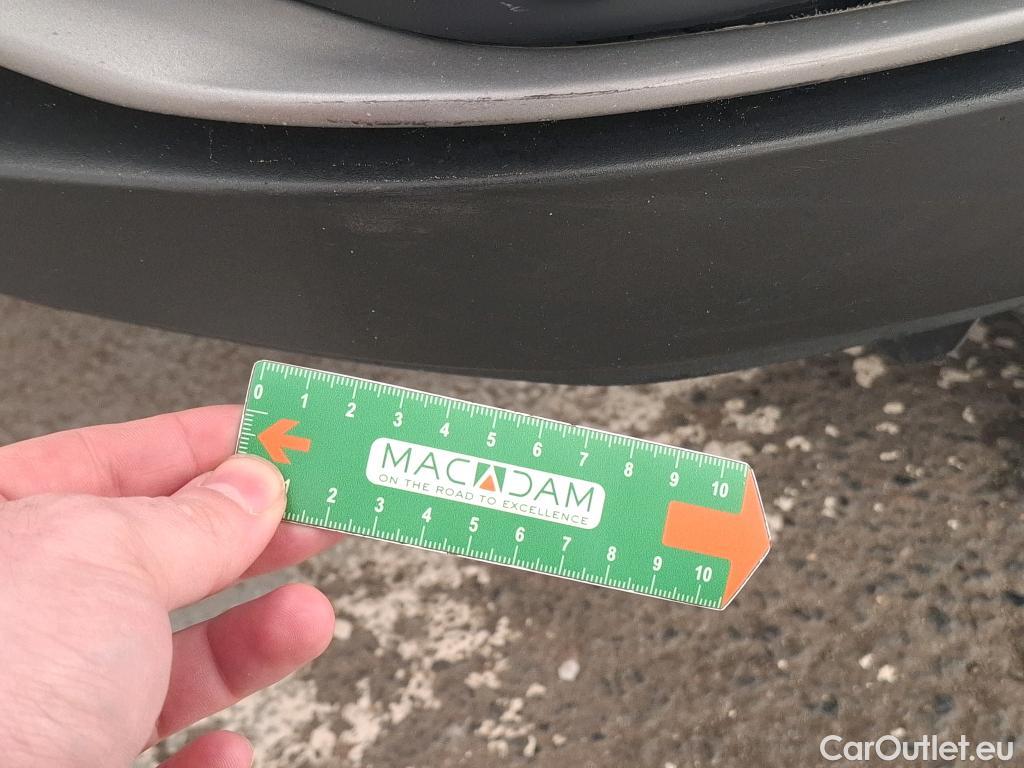 0 1 2 3 4 5 6 7 8 9 10
MACADAM
ON THE ROAD TO EXCELLENCE
1 2 3 4 5 6 7 8 9 10
CarOutlet.eu